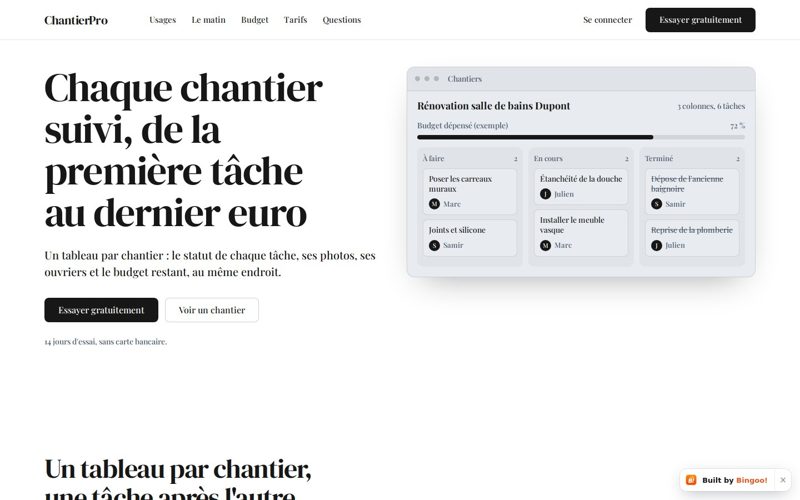 ChantierPro
Usages
Le matin
Budget
Tarifs
Questions
Se connecter
Essayer gratuitement
Chaque chantier
suivi, de la
première tâche
au dernier euro
Un tableau par chantier : le statut de chaque tâche, ses photos, ses
ouvriers et le budget restant, au même endroit.
Essayer gratuitement
Voir un chantier
14 jours d'essai, sans carte bancaire.
Chantiers
Rénovation salle de bains Dupont
3 colonnes, 6 tâches
Budget dépensé (exemple)
72 %
À faire
2
Poser les carreaux
muraux
M
Marc
Joints et silicone
S
Samir
En cours
2
Étanchéité de la douche
J
Julien
Installer le meuble
vasque
M
Marc
Terminé
2
Dépose de l'ancienne
baignoire
S
Samir
Reprise de la plomberie
J
Julien
Un tableau par chantier,
une tâche après l'autre
Built by Bingoo!
×